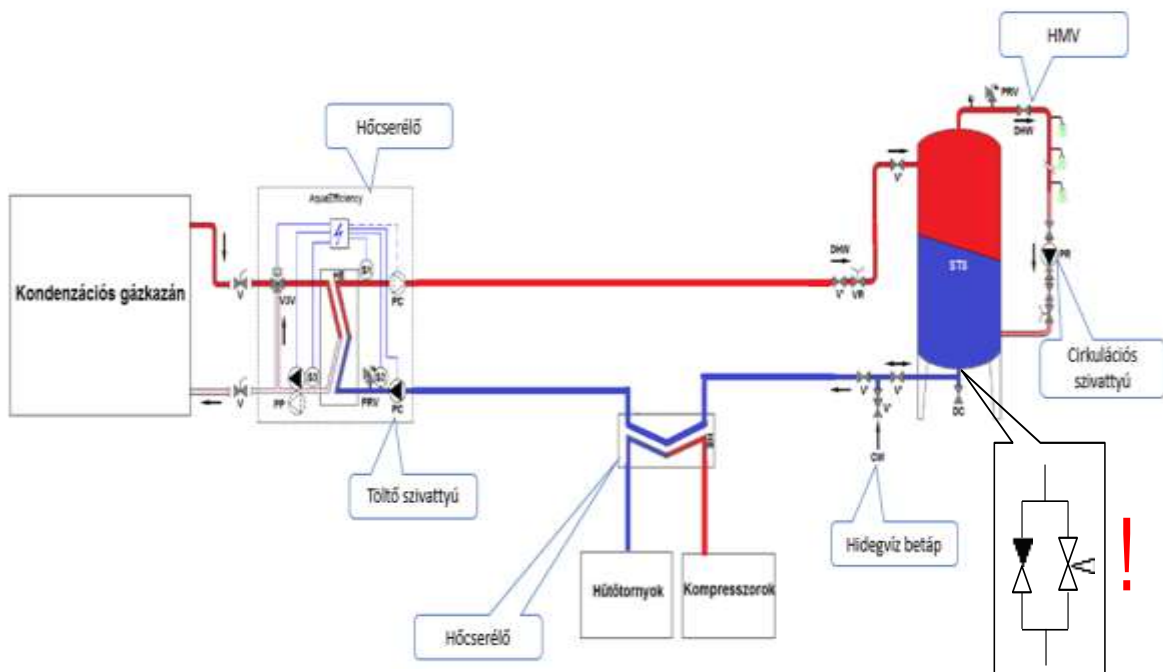 HMV
PRV
DHW
Hőcserélő
AquaEfficiency
V'
Kondenzációs gázkazán
V
V3V
S1
PC
DHW
V'
VR
STS
PR
Cirkulációs
szivattyú
V
PP
S3
S2
PRV
PC
V'
V'
V'
DC
CW
Töltő szivattyú
Hidegvíz betáp
!
Hűtőtornyok
Kompresszorok
Hőcserélő